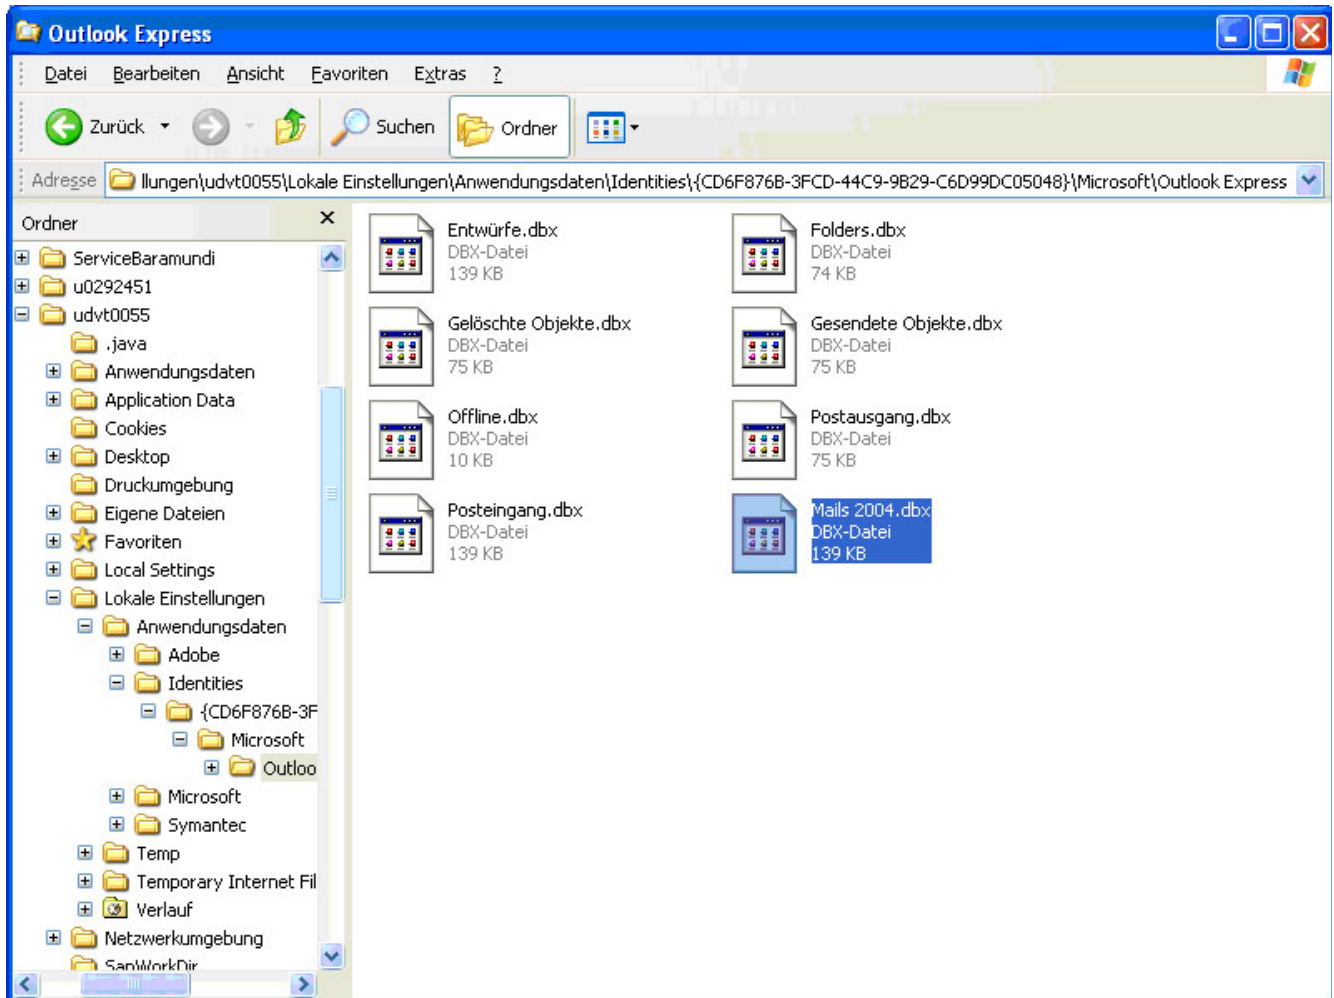 Outlook Express
Datei Bearbeiten Ansicht Favoriten Extras ?
Zurück Suchen Ordner
Adresse llungen\udvt0055\Lokale Einstellungen\Anwendungsdaten\Identities\{CD6F876B-3FCD-44C9-9B29-C6D99DC05048}\Microsoft\Outlook Express
Ordner
ServiceBaramundi
u0292451
udvt0055
.java
Anwendungsdaten
Application Data
Cookies
Desktop
Druckumgebung
Eigene Dateien
Favoriten
Local Settings
Lokale Einstellungen
Anwendungsdaten
Adobe
Identities
{CD6F876B-3F
Microsoft
Outloo
Microsoft
Symantec
Temp
Temporary Internet Fil
Verlauf
Netzwerkumgebung
SapWorkDir
Entwürfe.dbx
DBX-Datei
139 KB
Folders.dbx
DBX-Datei
74 KB
Gelöschte Objekte.dbx
DBX-Datei
75 KB
Gesendete Objekte.dbx
DBX-Datei
75 KB
Offline.dbx
DBX-Datei
10 KB
Postausgang.dbx
DBX-Datei
75 KB
Posteingang.dbx
DBX-Datei
139 KB
Mails 2004.dbx
DBX-Datei
139 KB